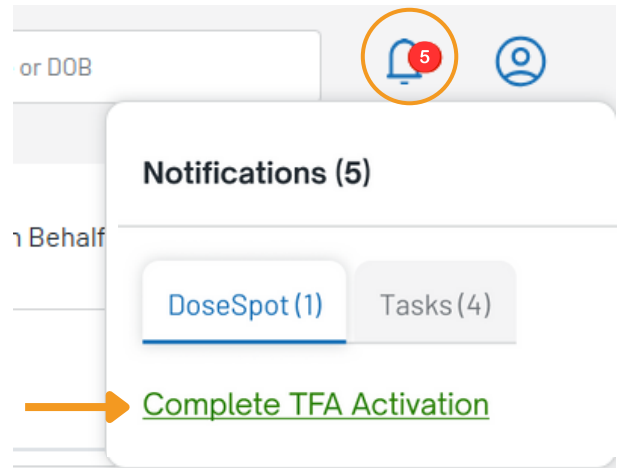 or DOB
5
Notifications (5)
n Behalf
DoseSpot (1) Tasks (4)
Complete TFA Activation